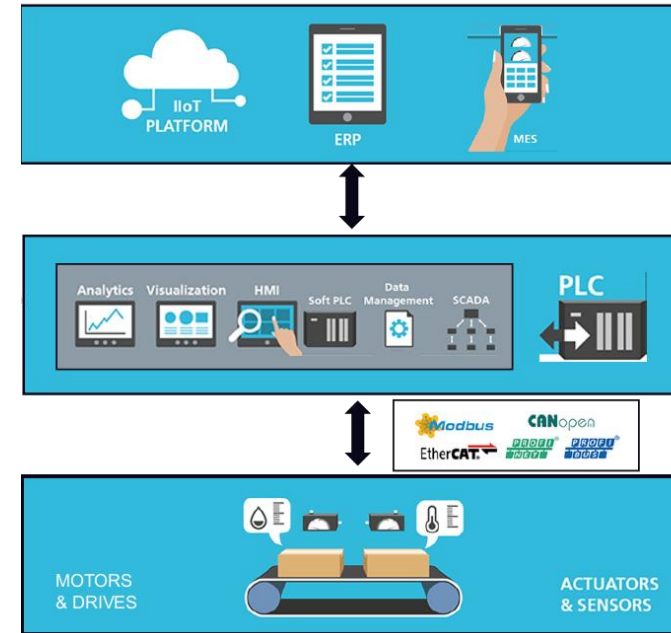 IIoT
PLATFORM
ERP
MES
Analytics
Visualization
HMI
Soft PLC
Data
Management
SCADA
PLC
Modbus
CANopen
EtherCAT
PROFI
NET
PROFI
BUS
MOTORS
& DRIVES
ACTUATORS
& SENSORS